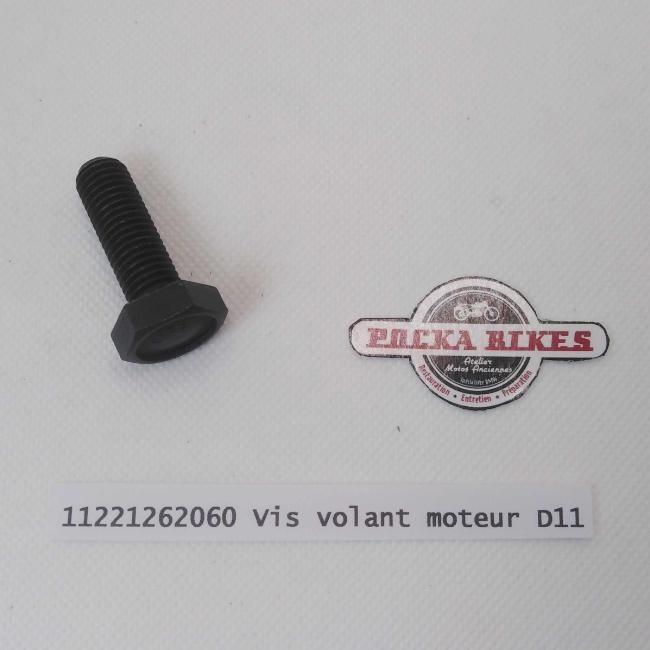 POCKA BIKES
Atelier
Motos Anciennes
Restauration • Entretien • Préparation
11221262060 Vis volant moteur D11